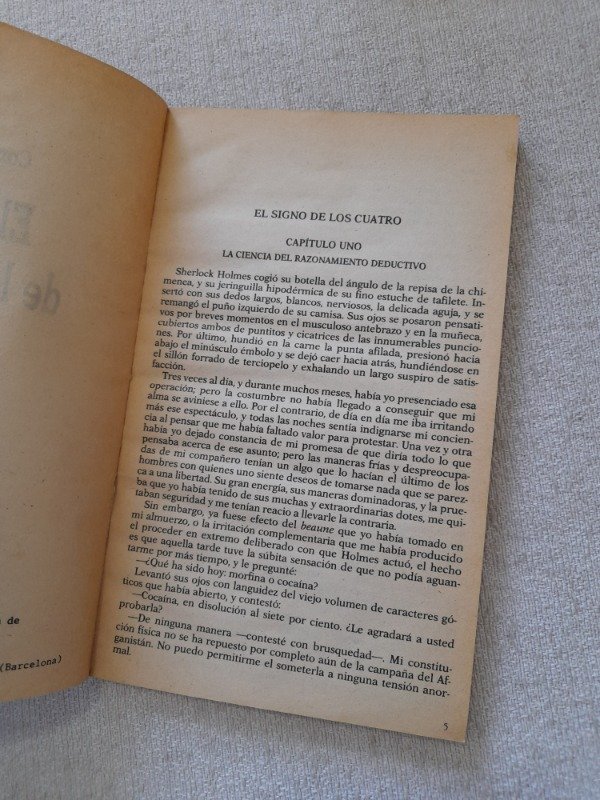 de
(Barcelona)
EL SIGNO DE LOS CUATRO
CAPÍTULO UNO
LA CIENCIA DEL RAZONAMIENTO DEDUCTIVO
Sherlock Holmes cogió su botella del ángulo de la repisa de la chi-
menea, y su jeringuilla hipodérmica de su fino estuche de tafilete. In-
sertó con sus dedos largos, blancos, nerviosos, la delicada aguja, y se
remangó el puño izquierdo de su camisa. Sus ojos se posaron pensati-
vos por breves momentos en el musculoso antebrazo y en la muñeca,
cubiertos ambos de puntitos y cicatrices de las innumerables puncio-
nes. Por último, hundió en la carne la punta afilada, presionó hacia
abajo el minúsculo émbolo y se dejó caer hacia atrás, hundiéndose en
el sillón forrado de terciopelo y exhalando un largo suspiro de satis-
facción.
Tres veces al día, y durante muchos meses, había yo presenciado esa
operación; pero la costumbre no había llegado a conseguir que mi
alma se aviniese a ello. Por el contrario, de día en día me iba irritando
más ese espectáculo, y todas las noches sentía indignarse mi concien-
cia al pensar que me había faltado valor para protestar. Una vez y otra
había yo dejado constancia de mi promesa de que diría todo lo que
pensaba acerca de ese asunto; pero las maneras frías y despreocupa-
das de mi compañero tenían un algo que lo hacían el último de los
hombres con quienes uno siente deseos de tomarse nada que se parez-
ca a una libertad. Su gran energía, sus maneras dominadoras, y la prue-
ba que yo había tenido de sus muchas y extraordinarias dotes, me qui-
taban seguridad y me tenían reacio a llevarle la contraria.
Sin embargo, ya fuese efecto del beaune que yo había tomado en
mi almuerzo, o la irritación complementaria que me había producido
el proceder en extremo deliberado con que Holmes actuó, el hecho
es que aquella tarde tuve la súbita sensación de que no podía aguan-
tarme por más tiempo, y le pregunté:
—¿Qué ha sido hoy: morfina o cocaína?
Levantó sus ojos con languidez del viejo volumen de caracteres gó-
ticos que había abierto, y contestó:
—Cocaína, en disolución al siete por ciento. ¿Le agradará a usted
probarla?
—De ninguna manera —contesté con brusquedad—. Mi constitu-
ción física no se ha repuesto por completo aún de la campaña del Af-
ganistán. No puedo permitirme el someterla a ninguna tensión anor-
mal.
5